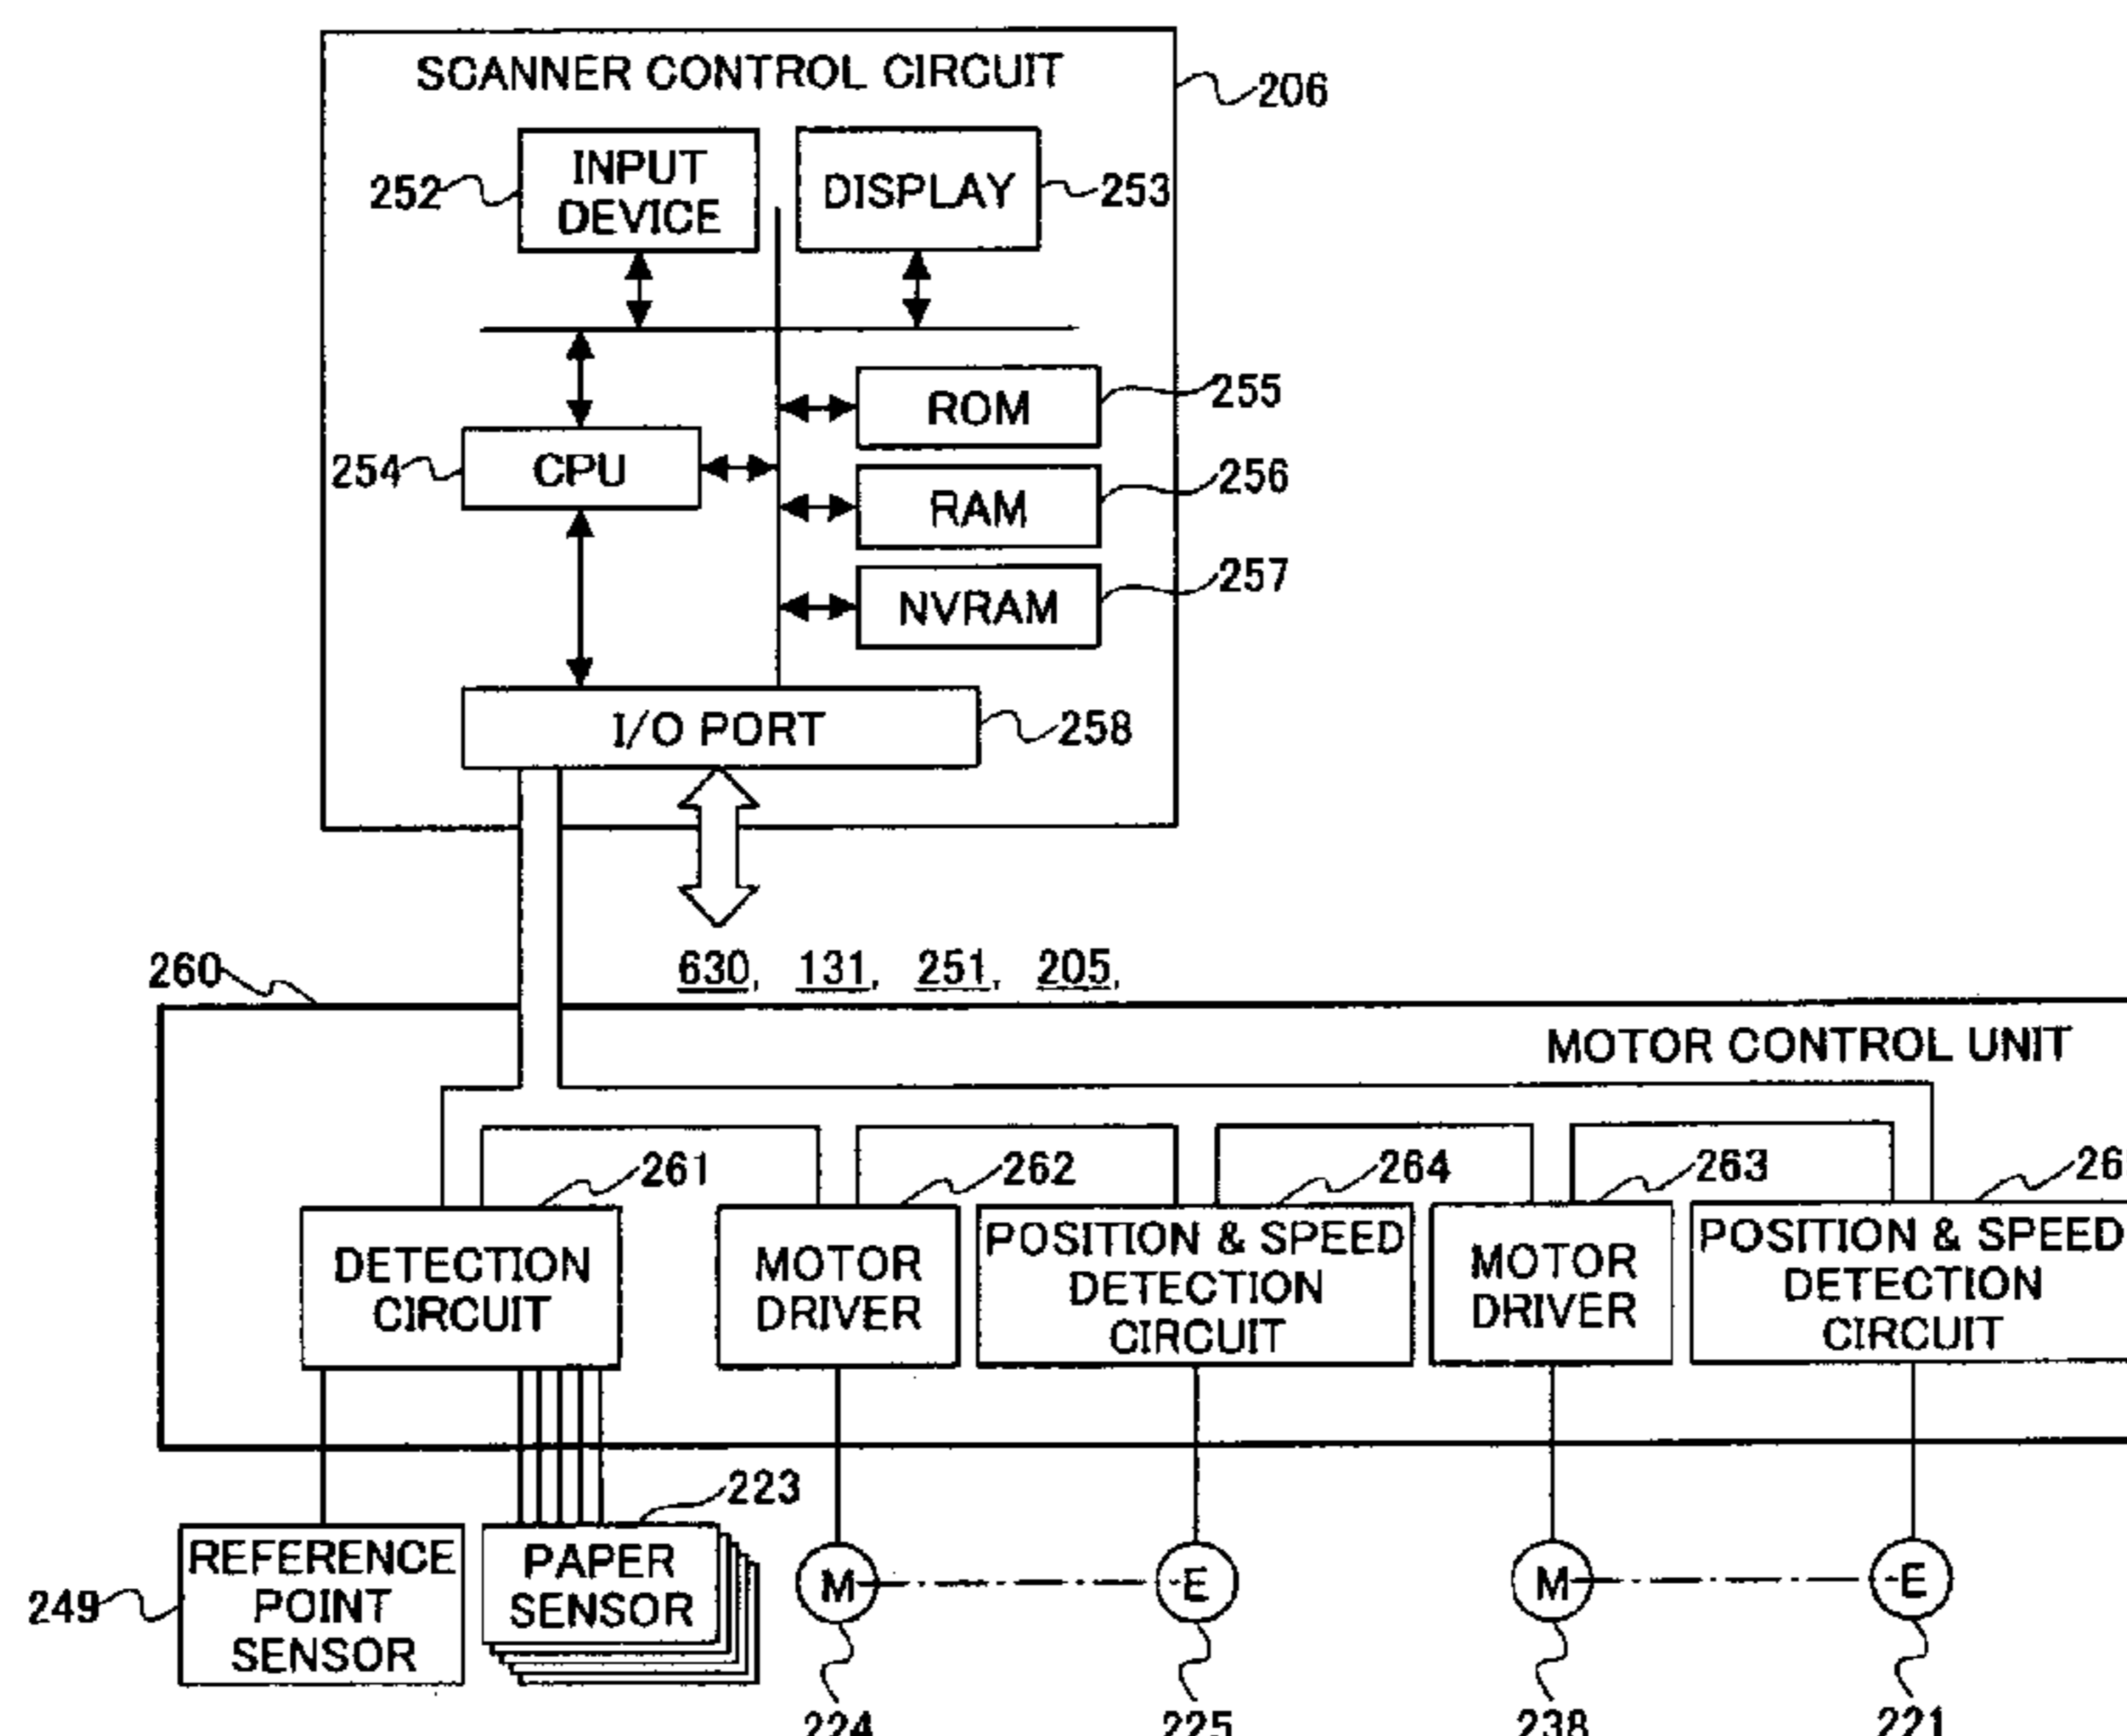 SCANNER CONTROL CIRCUIT
206
252
INPUT
DEVICE
DISPLAY
253
ROM
255
254
CPU
RAM
256
NVRAM
257
I/O PORT
258
630, 131, 251, 205,
260
MOTOR CONTROL UNIT
261
262
264
263
26
DETECTION
CIRCUIT
MOTOR
DRIVER
POSITION & SPEED
DETECTION
CIRCUIT
MOTOR
DRIVER
POSITION & SPEED
DETECTION
CIRCUIT
223
249
REFERENCE
POINT
SENSOR
PAPER
SENSOR
M
E
M
E
224
225
238
221